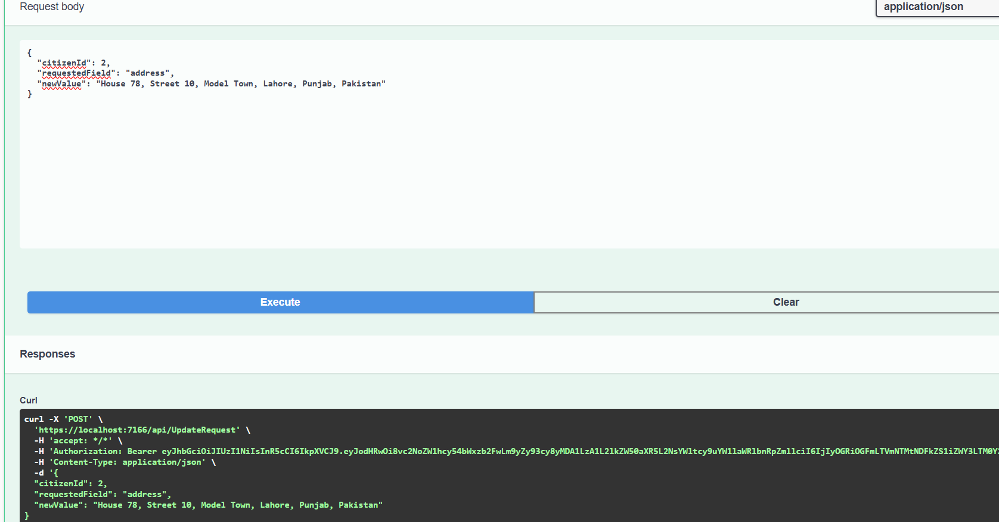 Request body
application/json
{
  "citizenId": 2,
  "requestedField": "address",
  "newValue": "House 78, Street 10, Model Town, Lahore, Punjab, Pakistan"
}
Execute
Clear
Responses
Curl
curl -X 'POST' \
  'https://localhost:7166/api/UpdateRequest' \
  -H 'accept: */*' \
  -H 'Authorization: Bearer eyJhbGciOiJIUzI1NiIsInR5cCI6IkpXVCJ9.eyJodHRwOi8vc2NoZW1hcy54bWxzb2FwLm9yZy93cy8yMDA1LzA1L2lkZW50aXR5L2NsYWltcy9uYW1laWRlbnRpZmllciI6IjIyOGRiOGFmLTVmNTMtNDFkZS1iZWY3LTM0Y
  -H 'Content-Type: application/json' \
  -d '{
  "citizenId": 2,
  "requestedField": "address",
  "newValue": "House 78, Street 10, Model Town, Lahore, Punjab, Pakistan"
}